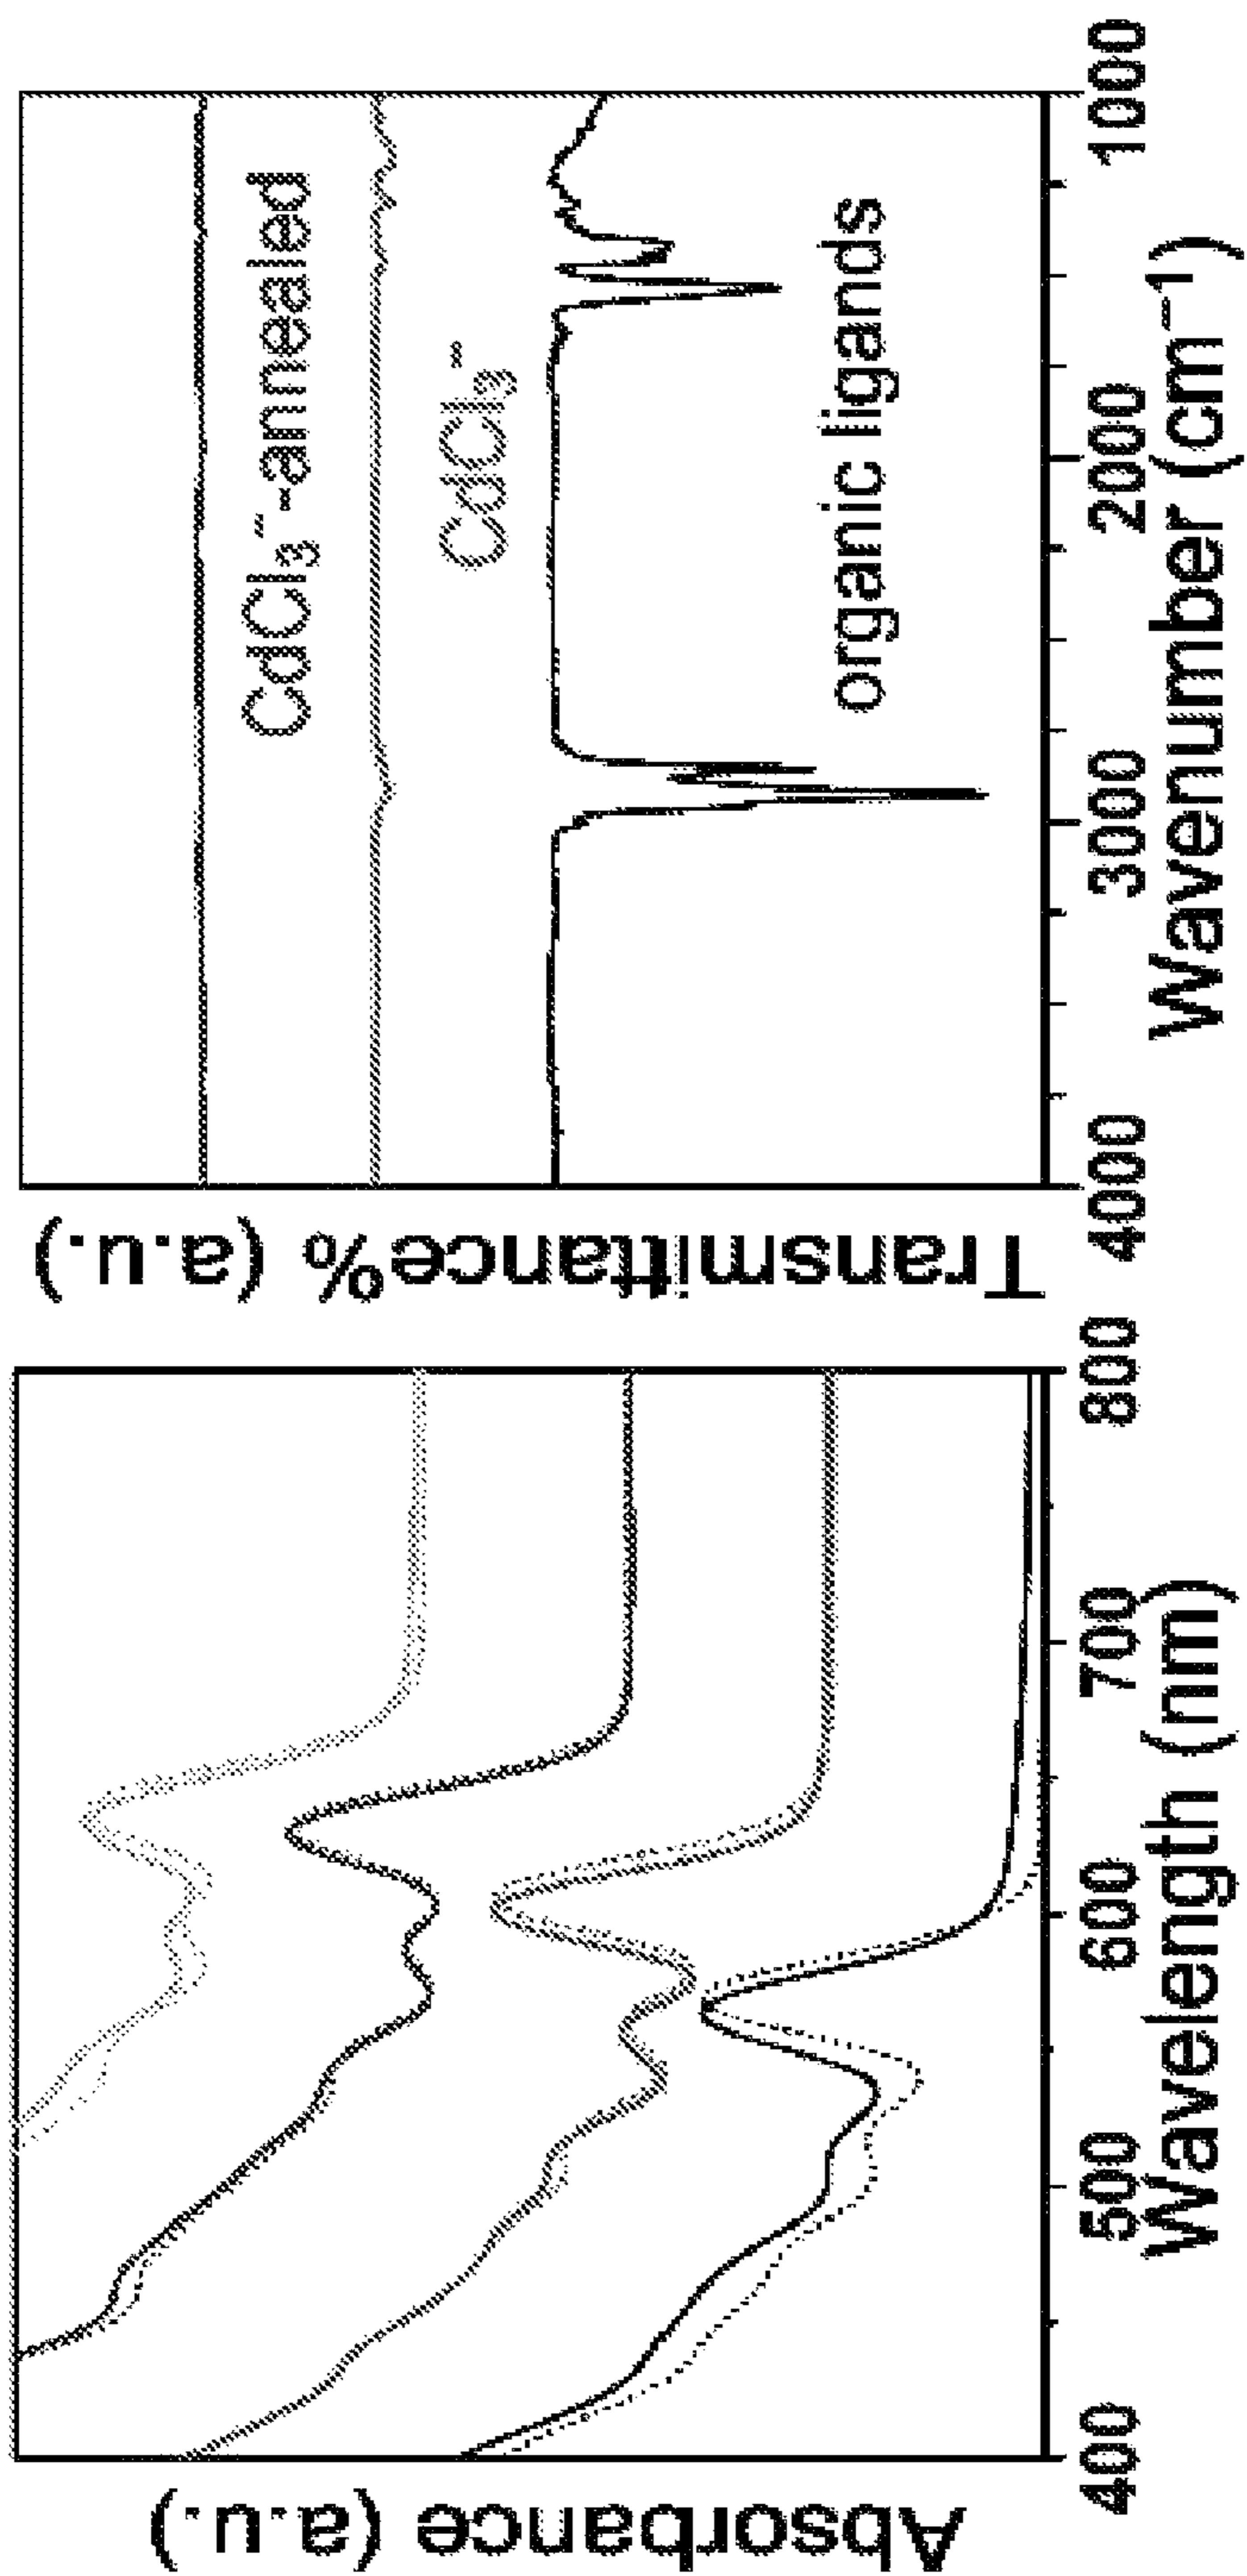 Absorbance (a.u.)
400 500 600 700 800
Wavelength (nm)
Transmittance% (a.u.)
CdCl₃⁻-annealed
CdCl₃⁻
organic ligands
4000 3000 2000 1000
Wavenumber (cm⁻¹)